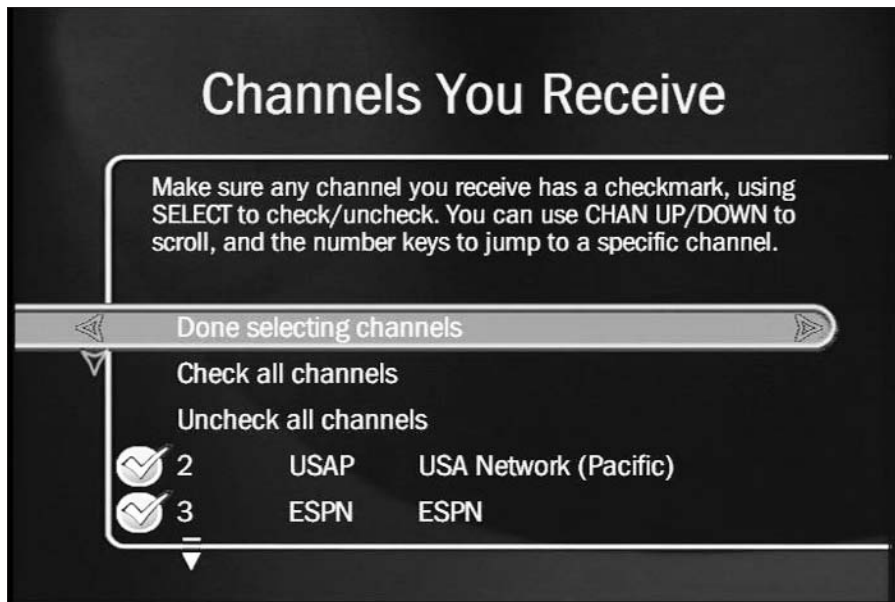 Channels You Receive
Make sure any channel you receive has a checkmark, using
SELECT to check/uncheck. You can use CHAN UP/DOWN to
scroll, and the number keys to jump to a specific channel.
Done selecting channels
Check all channels
Uncheck all channels
2 USAP USA Network (Pacific)
3 ESPN ESPN